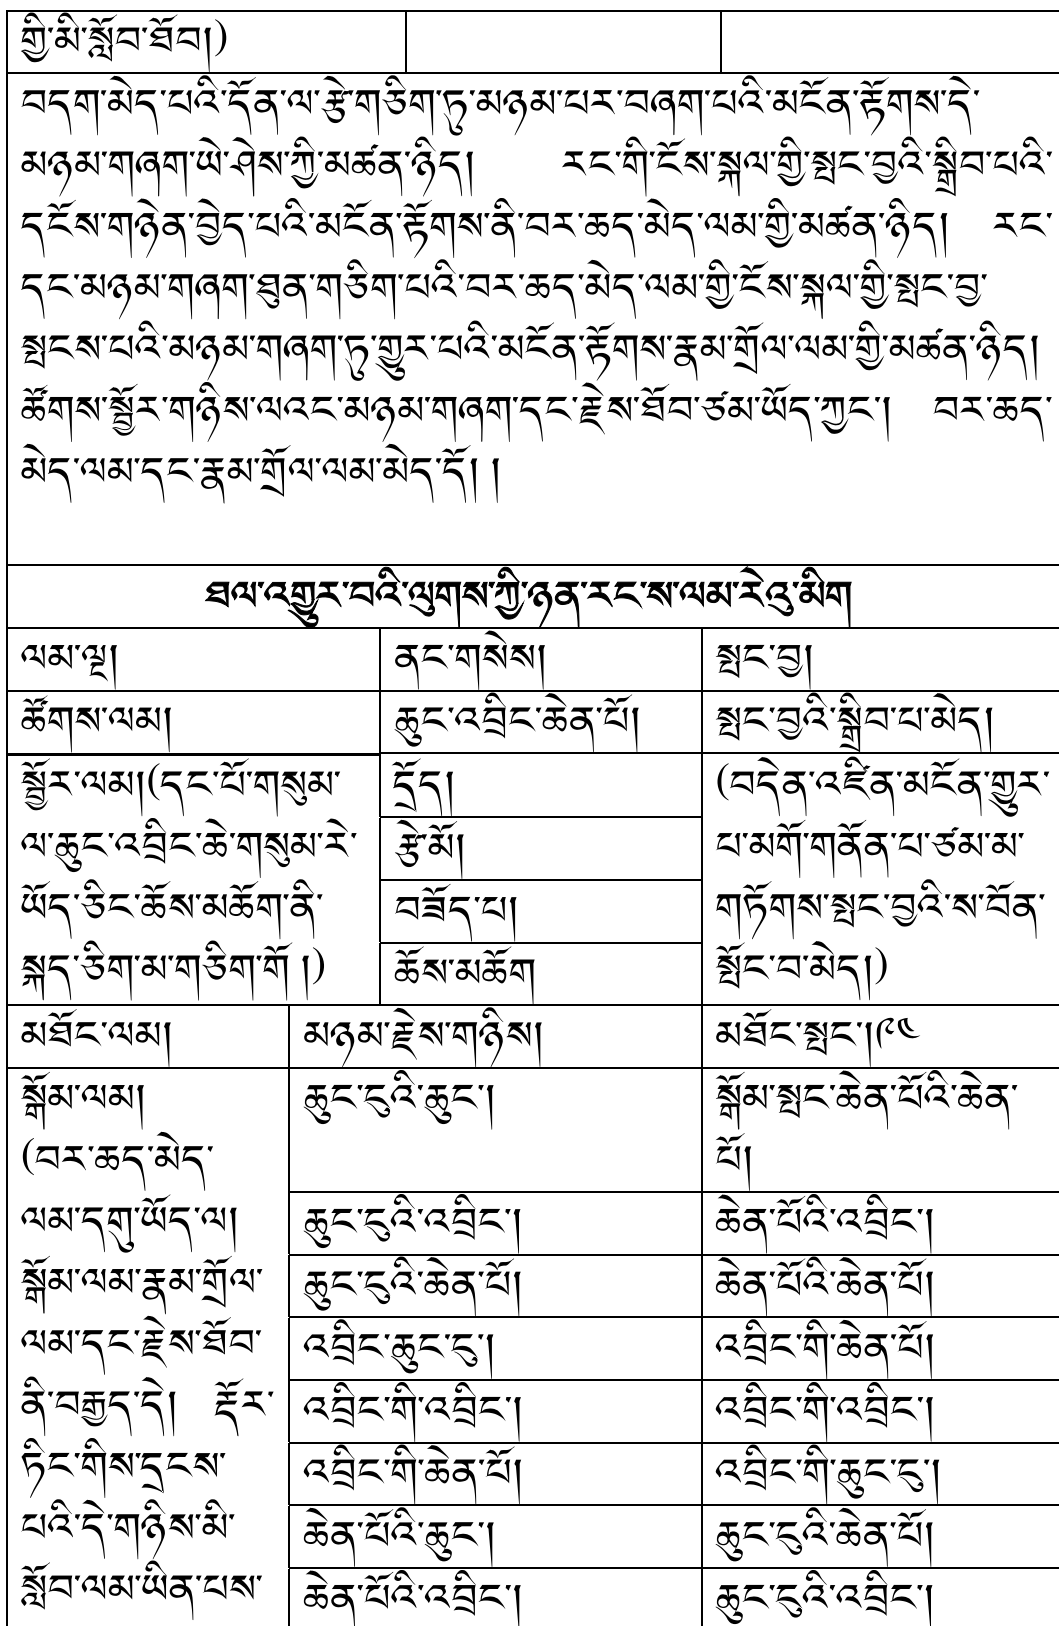 གྱི་མི་སློབ་ཐོབ།)
བདག་མེད་པའི་དོན་ལ་རྩེ་གཅིག་ཏུ་མཉམ་པར་བཞག་པའི་མངོན་རྟོགས་དེ་
མཉམ་གཞག་ཡེ་ཤེས་ཀྱི་མཚན་ཉིད། རང་གི་ངོས་སྐལ་གྱི་སྤང་བྱའི་སྒྲིབ་པའི་
དངོས་གཉེན་བྱེད་པའི་མངོན་རྟོགས་ནི་བར་ཆད་མེད་ལམ་གྱི་མཚན་ཉིད། རང་
དང་མཉམ་གཞག་ཐུན་གཅིག་པའི་བར་ཆད་མེད་ལམ་གྱི་ངོས་སྐལ་གྱི་སྤང་བྱ་
སྤངས་པའི་མཉམ་གཞག་ཏུ་གྱུར་པའི་མངོན་རྟོགས་རྣམ་གྲོལ་ལམ་གྱི་མཚན་ཉིད།
ཚོགས་སྦྱོར་གཉིས་ལའང་མཉམ་གཞག་དང་རྗེས་ཐོབ་ཙམ་ཡོད་ཀྱང་། བར་ཆད་
མེད་ལམ་དང་རྣམ་གྲོལ་ལམ་མེད་དོ། །
ཐལ་འགྱུར་བའི་ལུགས་ཀྱི་ཉན་རང་ས་ལམ་རེའུ་མིག
ལམ་ལྔ། ནང་གསེས། སྤང་བྱ།
ཚོགས་ལམ། ཆུང་འབྲིང་ཆེན་པོ། སྤང་བྱའི་སྒྲིབ་པ་མེད།
སྦྱོར་ལམ།(དང་པོ་གསུམ་ དྲོད། (བདེན་འཛིན་མངོན་གྱུར་
ལ་ཆུང་འབྲིང་ཆེ་གསུམ་རེ་ རྩེ་མོ། པ་མགོ་གནོན་པ་ཙམ་མ་
ཡོད་ཅིང་ཆོས་མཆོག་ནི་ བཟོད་པ། གཏོགས་སྤང་བྱའི་ས་བོན་
སྐད་ཅིག་མ་གཅིག་གོ །) ཆོས་མཆོག སྤོང་བ་མེད།)
མཐོང་ལམ། མཉམ་རྗེས་གཉིས། མཐོང་སྤང་།༩༤
སྒོམ་ལམ། ཆུང་ངུའི་ཆུང་། སྒོམ་སྤང་ཆེན་པོའི་ཆེན་
(བར་ཆད་མེད་ པོ།
ལམ་དགུ་ཡོད་ལ། ཆུང་ངུའི་འབྲིང་། ཆེན་པོའི་འབྲིང་།
སྒོམ་ལམ་རྣམ་གྲོལ་ ཆུང་ངུའི་ཆེན་པོ། ཆེན་པོའི་ཆེན་པོ།
ལམ་དང་རྗེས་ཐོབ་ འབྲིང་ཆུང་ངུ། འབྲིང་གི་ཆེན་པོ།
ནི་བརྒྱད་དེ། རྡོར་ འབྲིང་གི་འབྲིང་། འབྲིང་གི་འབྲིང་།
ཏིང་གིས་དྲངས་ འབྲིང་གི་ཆེན་པོ། འབྲིང་གི་ཆུང་ངུ།
པའི་དེ་གཉིས་མི་ ཆེན་པོའི་ཆུང་། ཆུང་ངུའི་ཆེན་པོ།
སློབ་ལམ་ཡིན་པས་ ཆེན་པོའི་འབྲིང་། ཆུང་ངུའི་འབྲིང་།